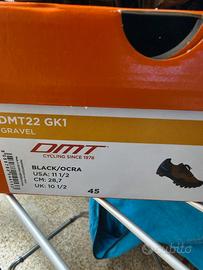 DMT22 GK1
GRAVEL
DMT
CYCLING SINCE 1978
BLACK/OCRA
USA: 11 1/2
CM: 28,7
UK: 10 1/2
45
subito